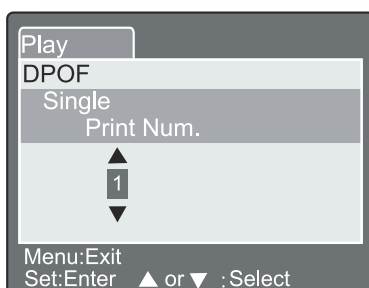 Play
DPOF
Single
Print Num.
▲
1
▼
Menu:Exit
Set:Enter ▲ or ▼ :Select